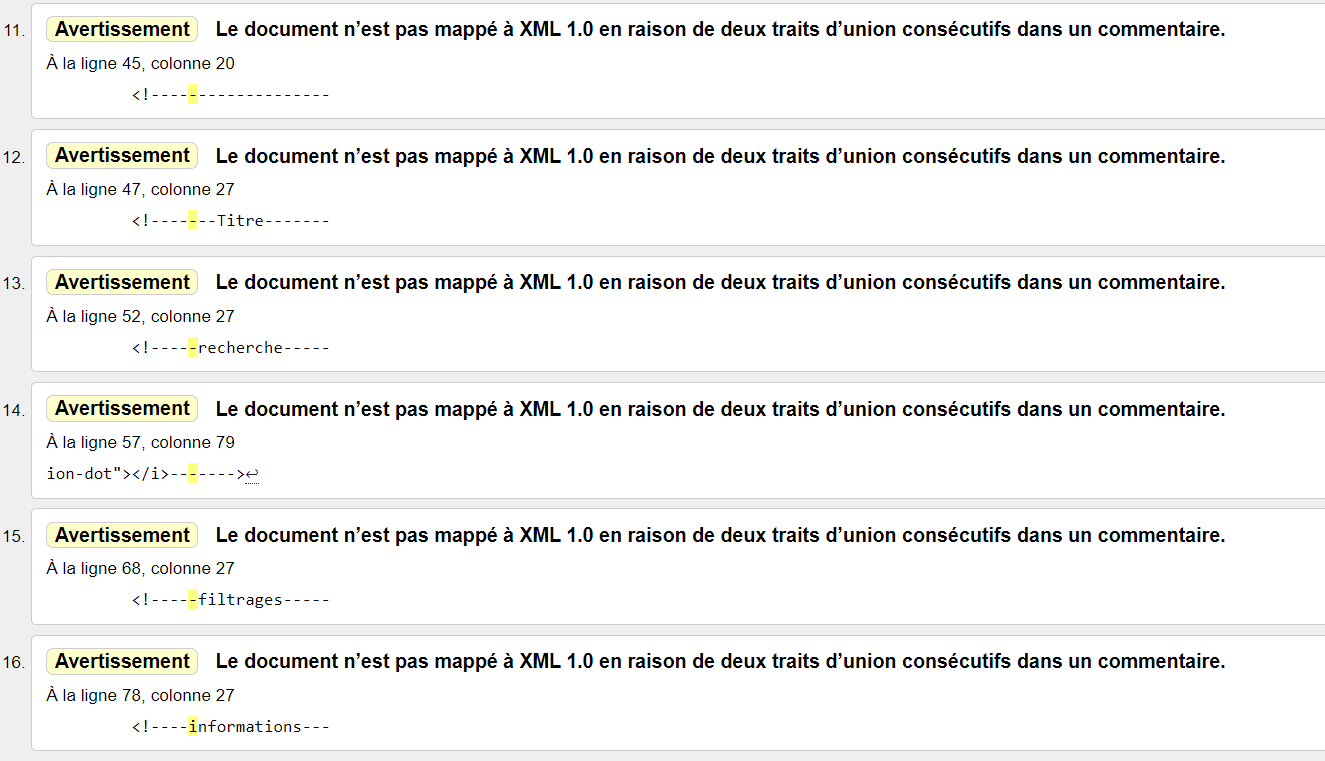 11. Avertissement Le document n’est pas mappé à XML 1.0 en raison de deux traits d’union consécutifs dans un commentaire.
À la ligne 45, colonne 20
<!-------------------
12. Avertissement Le document n’est pas mappé à XML 1.0 en raison de deux traits d’union consécutifs dans un commentaire.
À la ligne 47, colonne 27
<!-------Titre-------
13. Avertissement Le document n’est pas mappé à XML 1.0 en raison de deux traits d’union consécutifs dans un commentaire.
À la ligne 52, colonne 27
<!-----recherche-----
14. Avertissement Le document n’est pas mappé à XML 1.0 en raison de deux traits d’union consécutifs dans un commentaire.
À la ligne 57, colonne 79
ion-dot"></i>------->↩
15. Avertissement Le document n’est pas mappé à XML 1.0 en raison de deux traits d’union consécutifs dans un commentaire.
À la ligne 68, colonne 27
<!-----filtrages-----
16. Avertissement Le document n’est pas mappé à XML 1.0 en raison de deux traits d’union consécutifs dans un commentaire.
À la ligne 78, colonne 27
<!----informations---